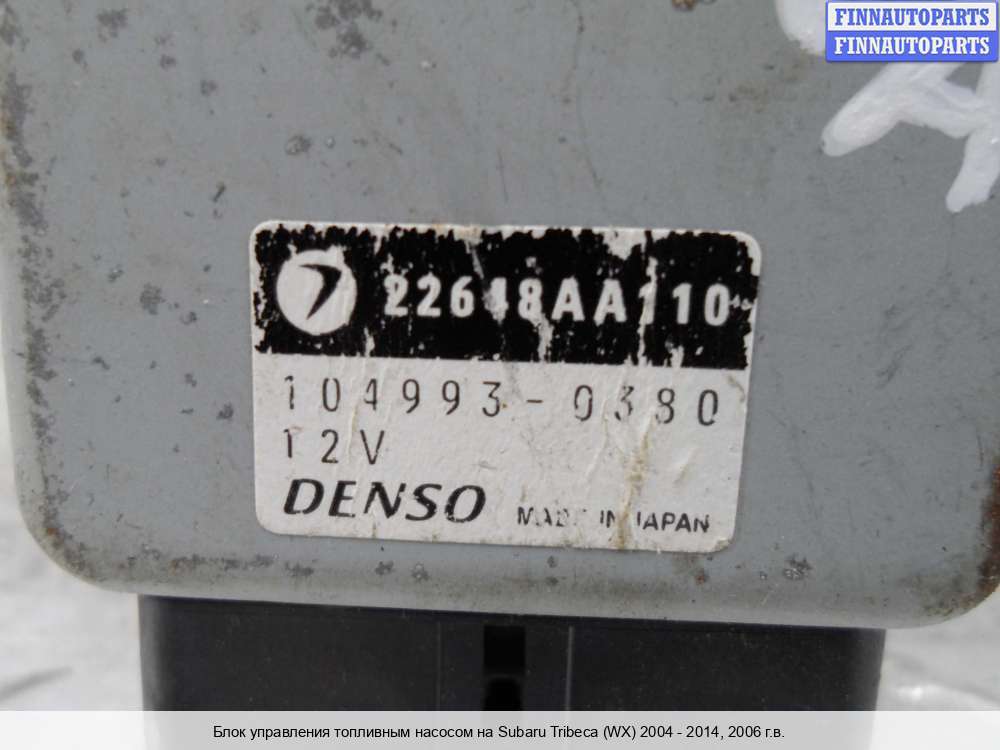 FINNAUTOPARTS
FINNAUTOPARTS
A
22648AA110
104993-0380
12V
DENSO
MADE IN JAPAN
Блок управления топливным насосом на Subaru Tribeca (WX) 2004 - 2014, 2006 г.в.